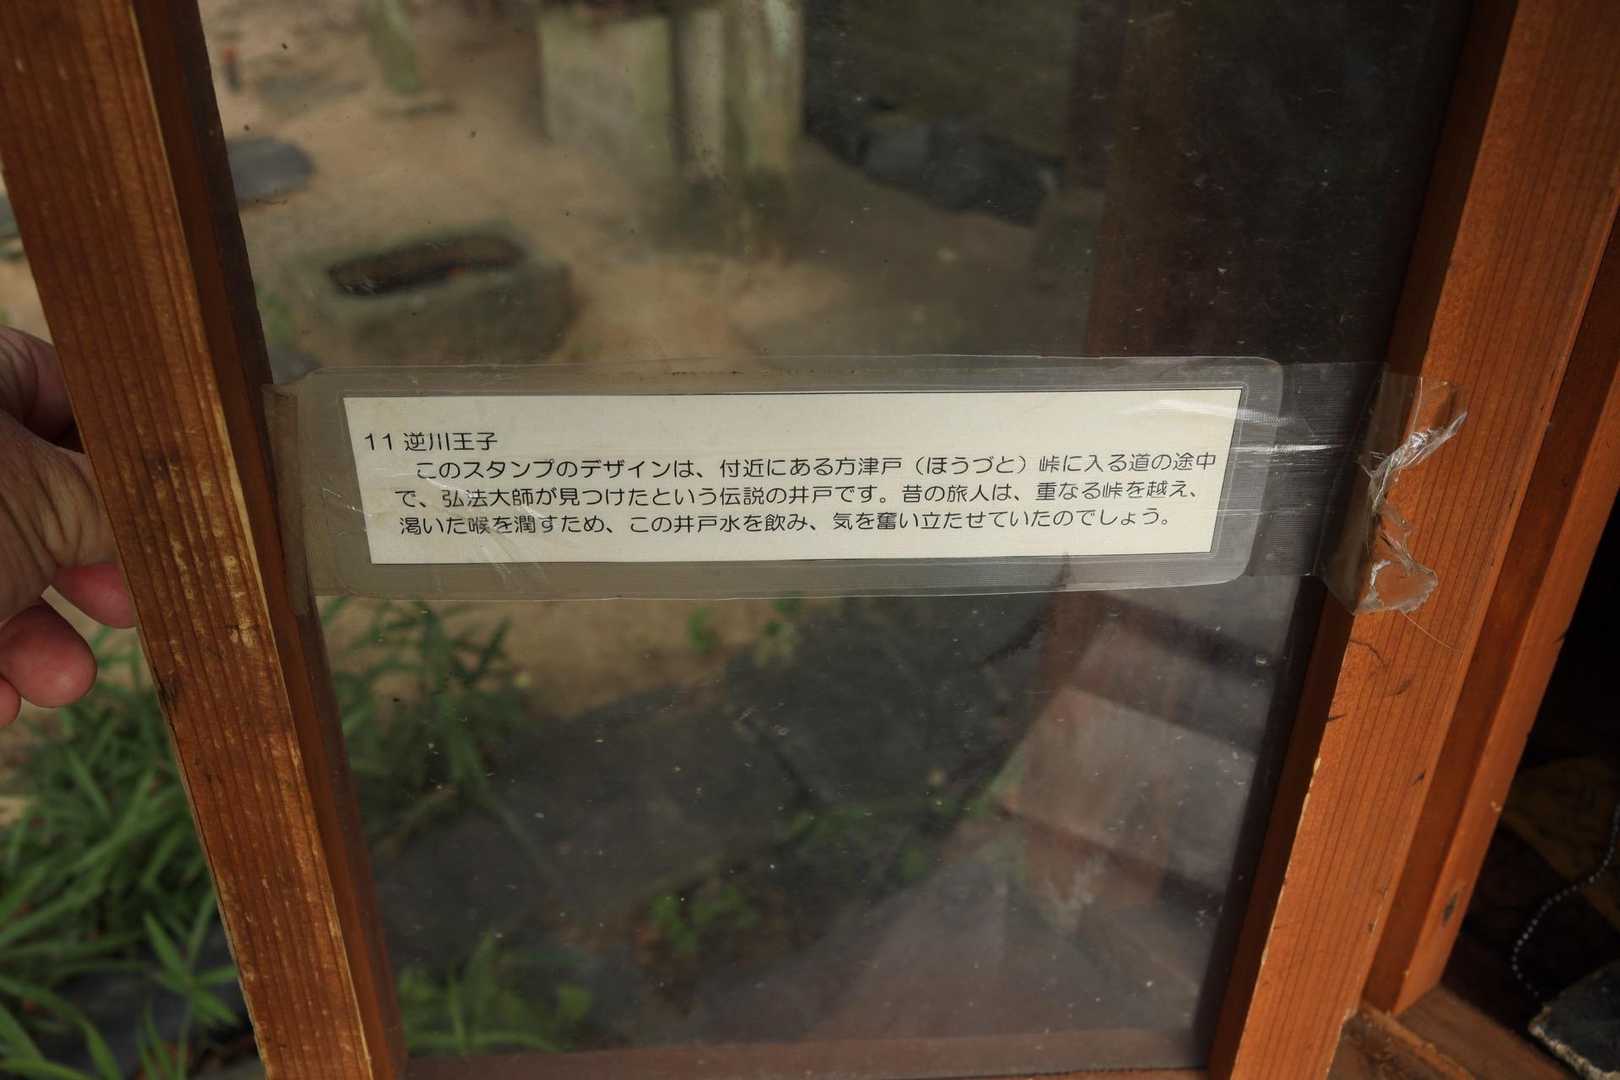 11 逆川王子
このスタンプのデザインは、付近にある方津戸（ほうづと）峠に入る道の途中
で、弘法大師が見つけたという伝説の井戸です。昔の旅人は、重なる峠を越え、
渇いた喉を潤すため、この井戸水を飲み、気を奮い立たせていたのでしょう。